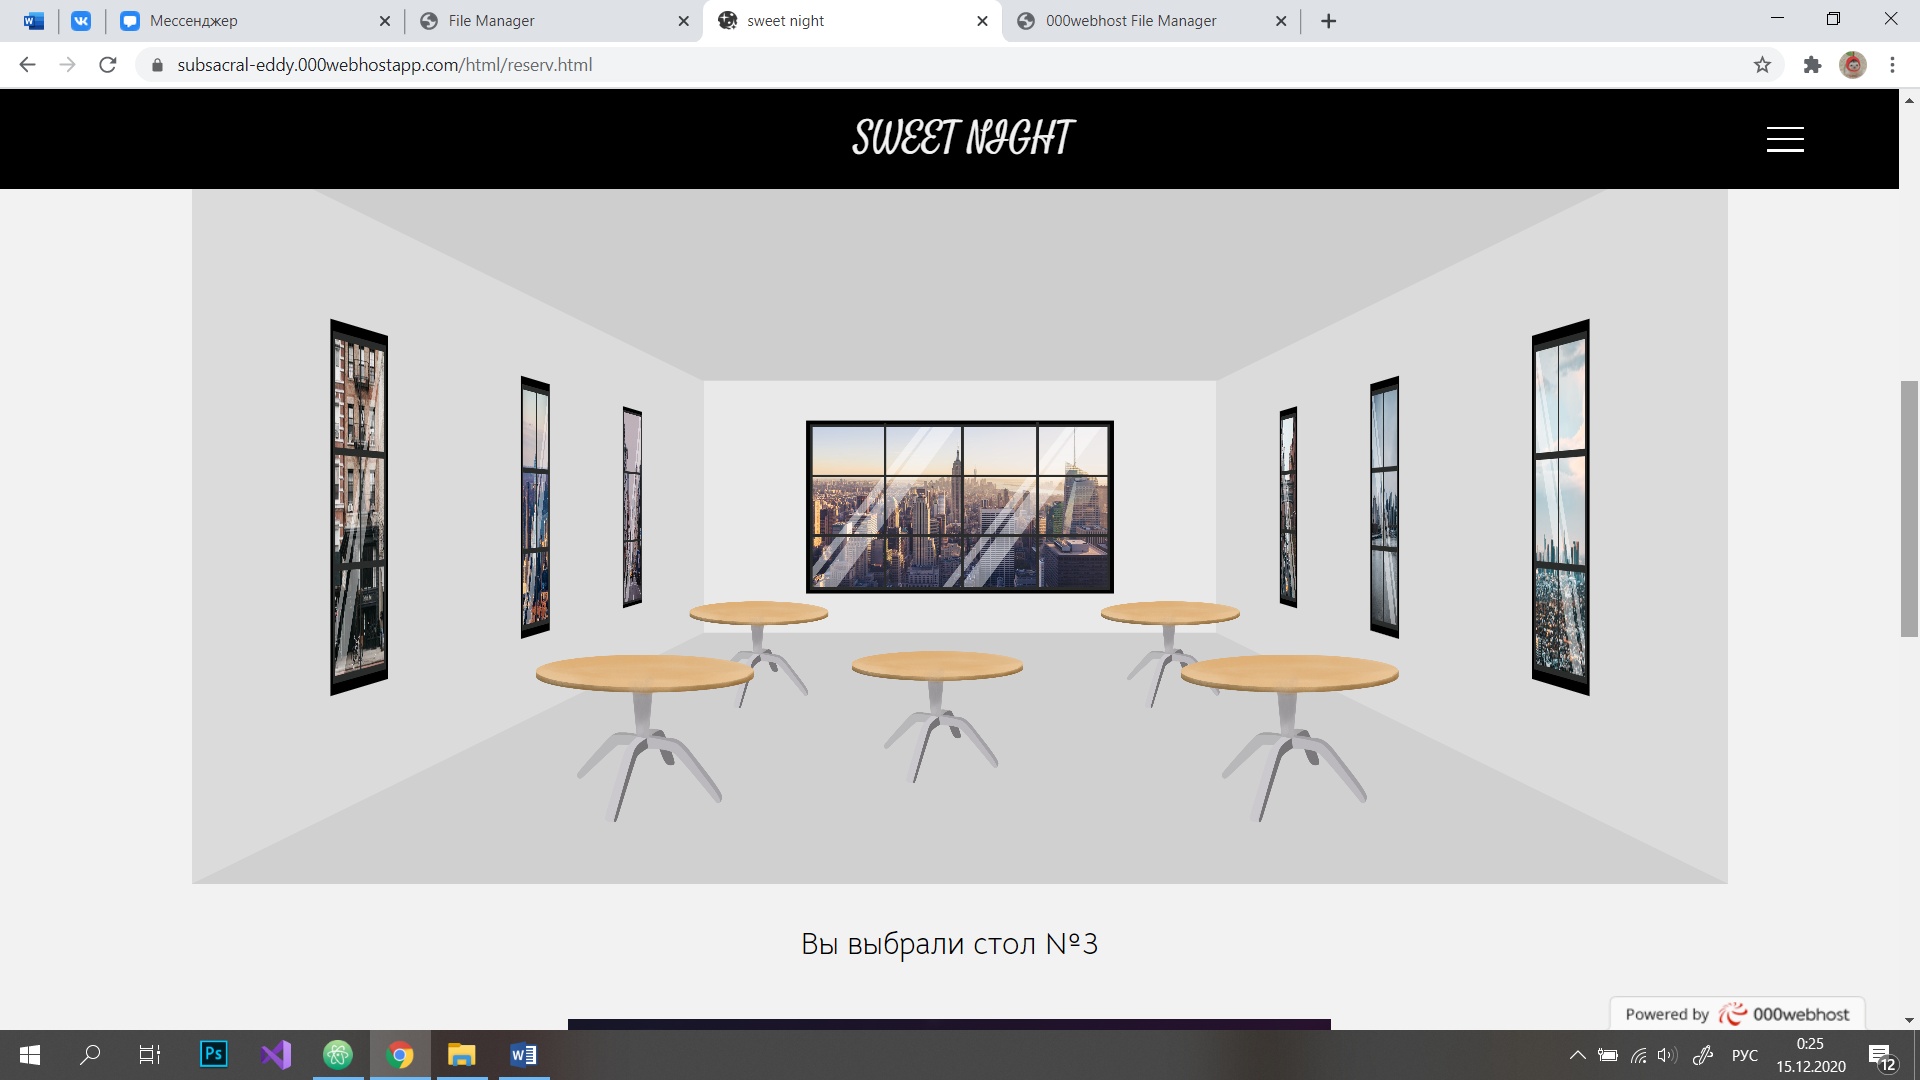 Мессенджер
File Manager
sweet night
000webhost File Manager
subsacral-eddy.000webhostapp.com/html/reserv.html
SWEET NIGHT
Вы выбрали стол №3
Powered by 000webhost
Ps
РУС
0:25
15.12.2020
12